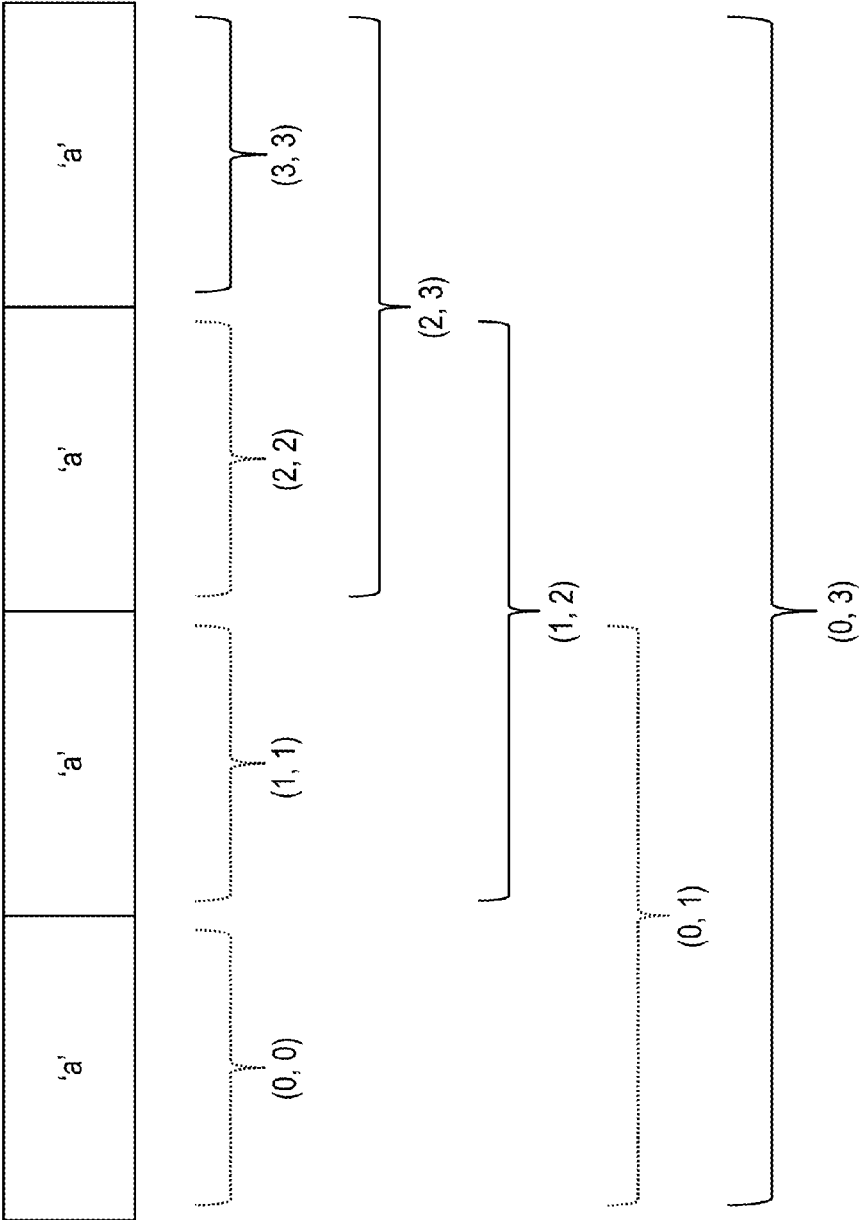 ‘a’ ‘a’ ‘a’ ‘a’
(0, 0) (1, 1) (2, 2) (3, 3)
(2, 3)
(1, 2)
(0, 1)
(0, 3)